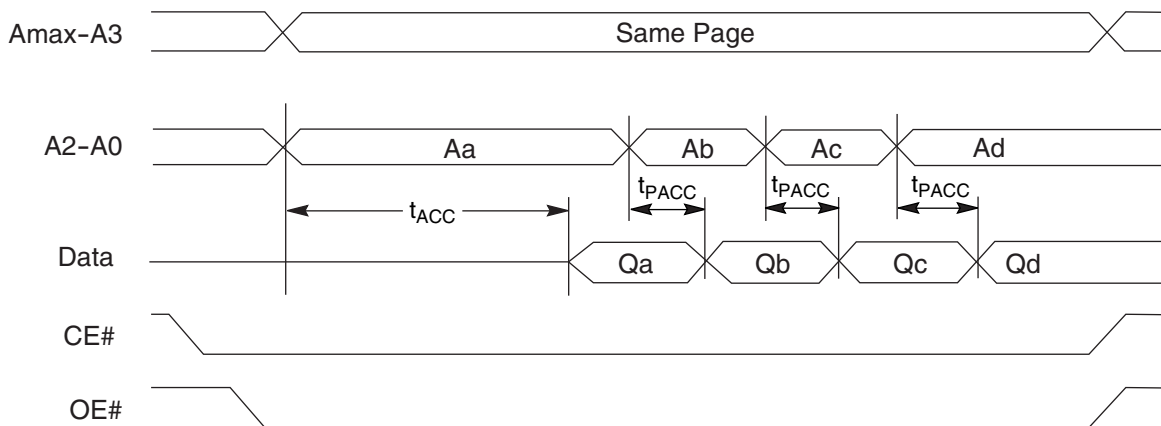 Amax-A3
Same Page
A2-A0
Aa
Ab
Ac
Ad
tACC
tPACC
tPACC
tPACC
Data
Qa
Qb
Qc
Qd
CE#
OE#